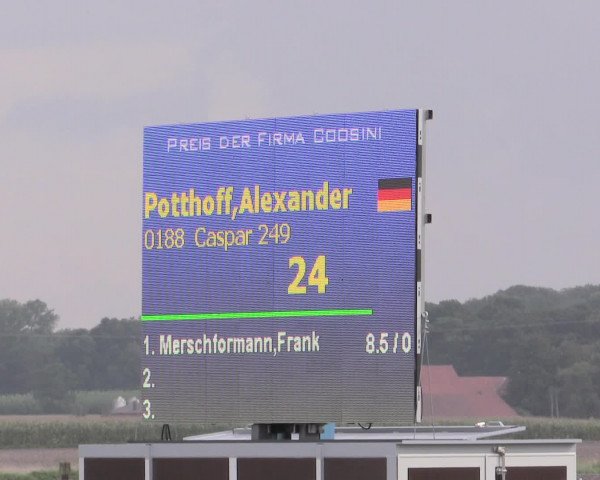 PREIS DER FIRMA COOSINI
Potthoff,Alexander
0188 Caspar 249
24
1. Merschformann,Frank 8.5 / 0
2.
3.